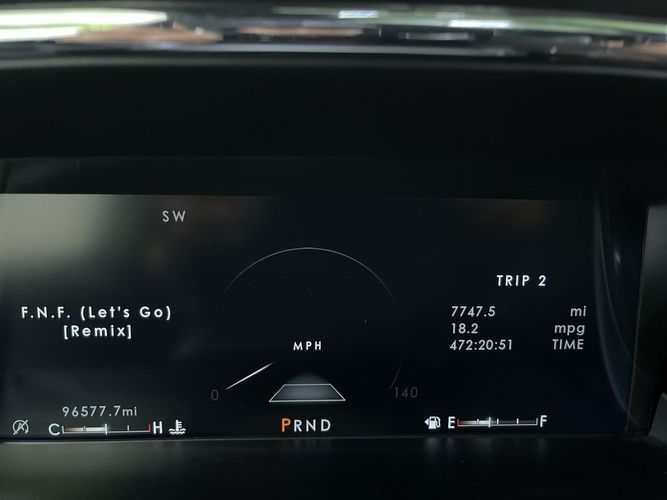 SW
F.N.F. (Let's Go)
[Remix]
MPH
0
140
TRIP 2
7747.5 mi
18.2 mpg
472:20:51 TIME
96577.7mi
C H
PRND
E F